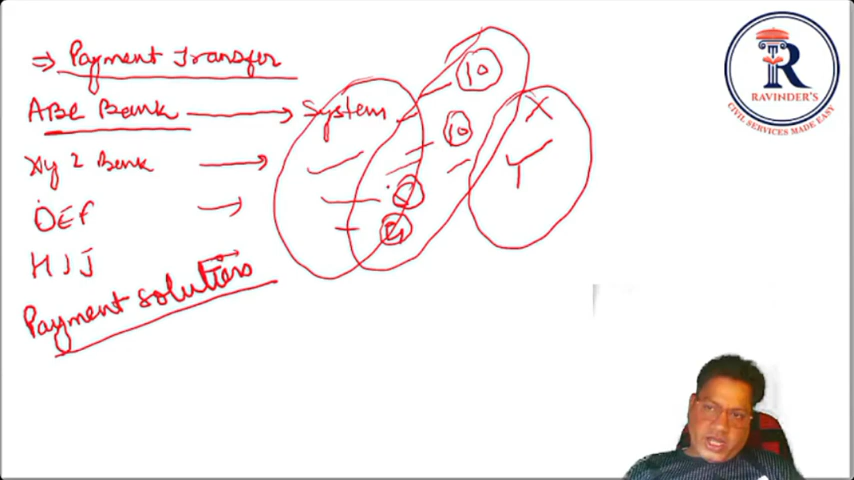 ⇒ Payment Transfer
ABC Bank → System
Xyz Bank →
DEF →
HIJ
Payment solutions
10
10
X
Y
R
RAVINDER'S
CIVIL SERVICES MADE EASY